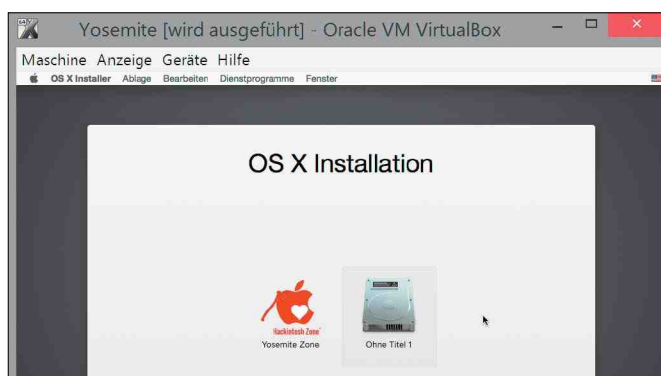 Yosemite [wird ausgeführt] - Oracle VM VirtualBox
Maschine Anzeige Geräte Hilfe
OS X Installer Ablage Bearbeiten Dienstprogramme Fenster
OS X Installation
Hackintosh Zone
Yosemite Zone Ohne Titel 1